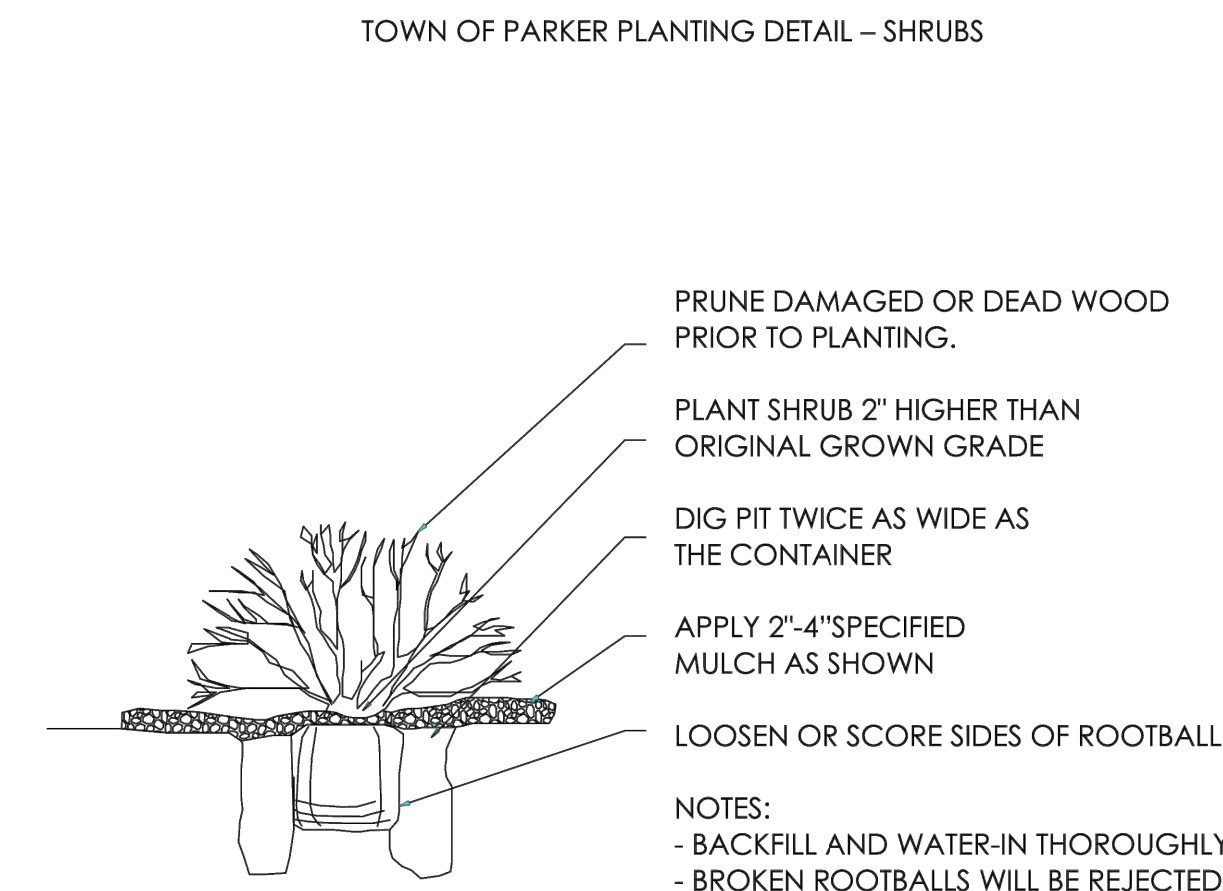 TOWN OF PARKER PLANTING DETAIL – SHRUBS
PRUNE DAMAGED OR DEAD WOOD
PRIOR TO PLANTING.
PLANT SHRUB 2" HIGHER THAN
ORIGINAL GROWN GRADE
DIG PIT TWICE AS WIDE AS
THE CONTAINER
APPLY 2"-4”SPECIFIED
MULCH AS SHOWN
LOOSEN OR SCORE SIDES OF ROOTBALL
NOTES:
- BACKFILL AND WATER-IN THOROUGHLY
- BROKEN ROOTBALLS WILL BE REJECTED